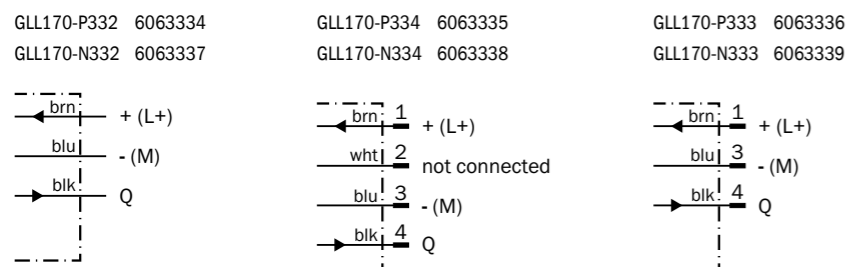 GLL170-P332 6063334
GLL170-N332 6063337
brn + (L+)
blu - (M)
blk Q
GLL170-P334 6063335
GLL170-N334 6063338
brn 1 + (L+)
wht 2 not connected
blu 3 - (M)
blk 4 Q
GLL170-P333 6063336
GLL170-N333 6063339
brn 1 + (L+)
blu 3 - (M)
blk 4 Q